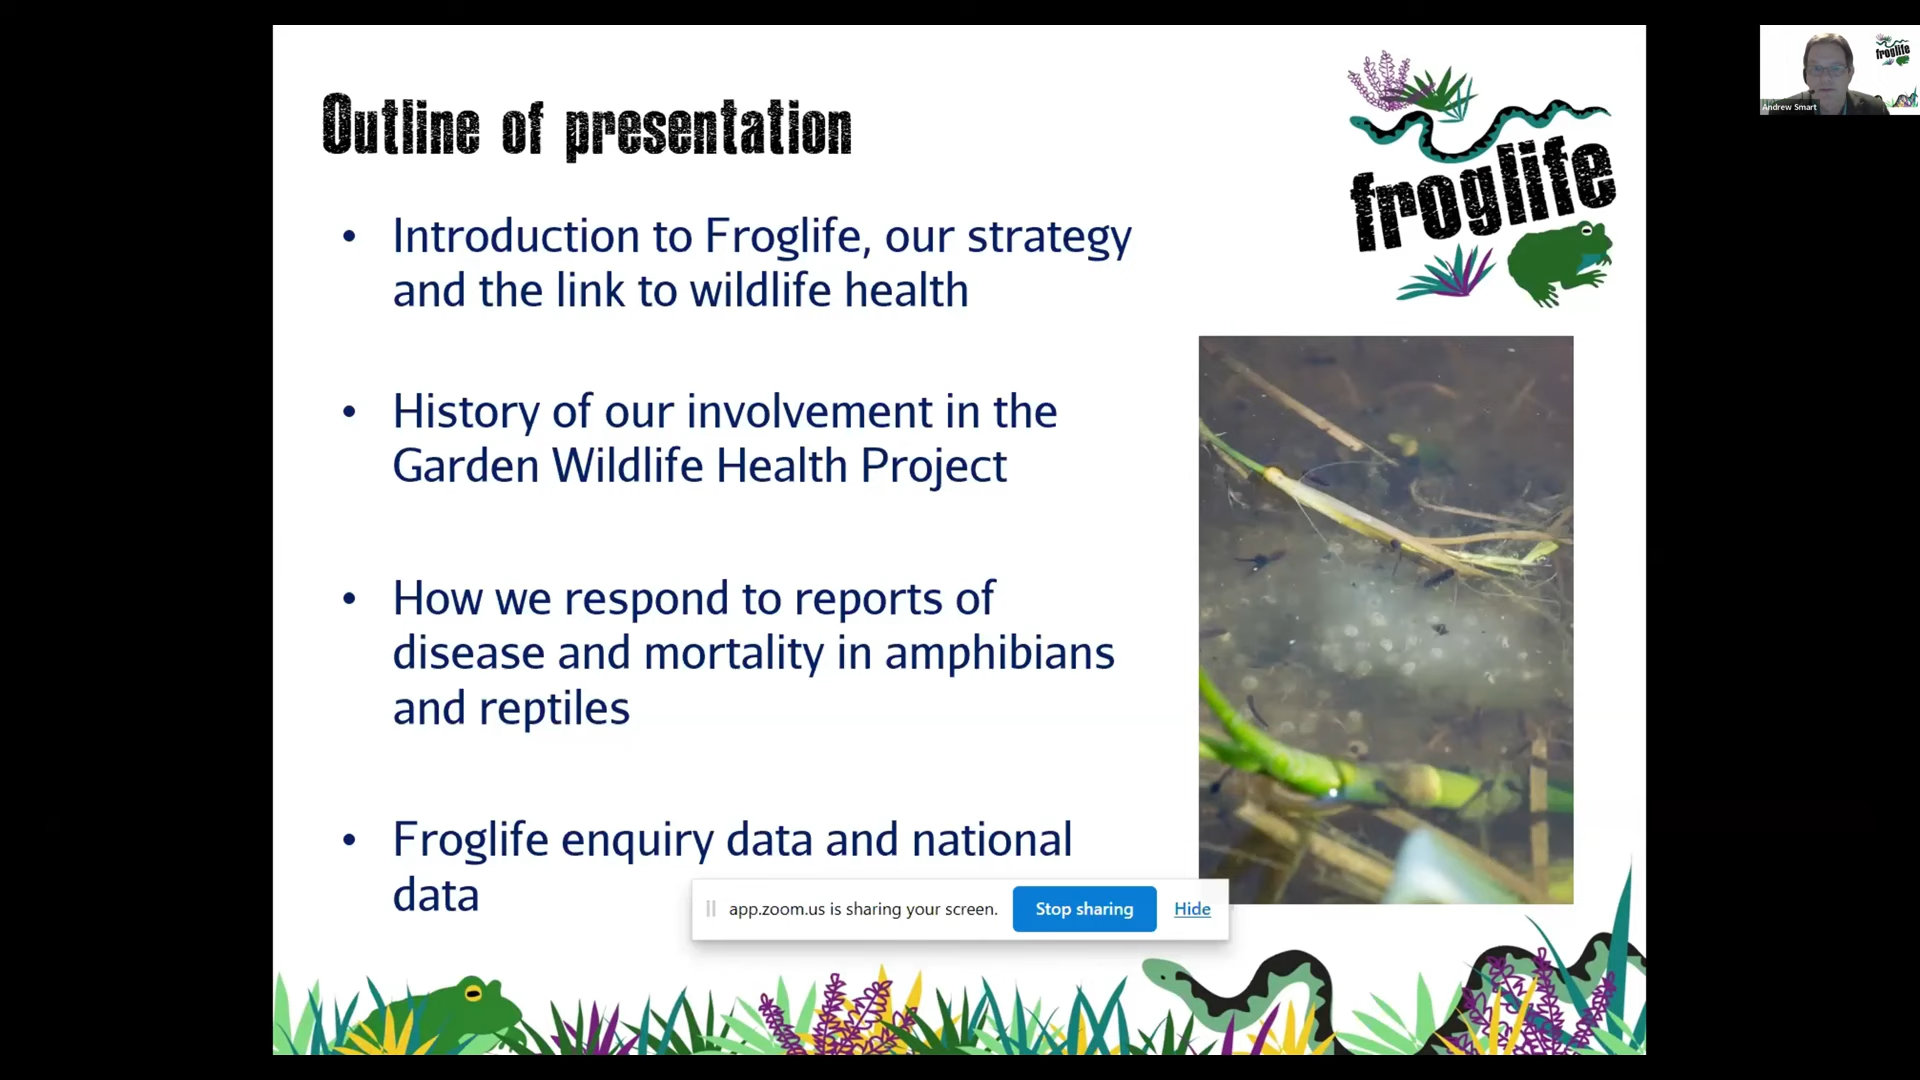 Outline of presentation
• Introduction to Froglife, our strategy
and the link to wildlife health
• History of our involvement in the
Garden Wildlife Health Project
• How we respond to reports of
disease and mortality in amphibians
and reptiles
• Froglife enquiry data and national
data
froglife
app.zoom.us is sharing your screen. Stop sharing Hide
froglife
Andrew Smart